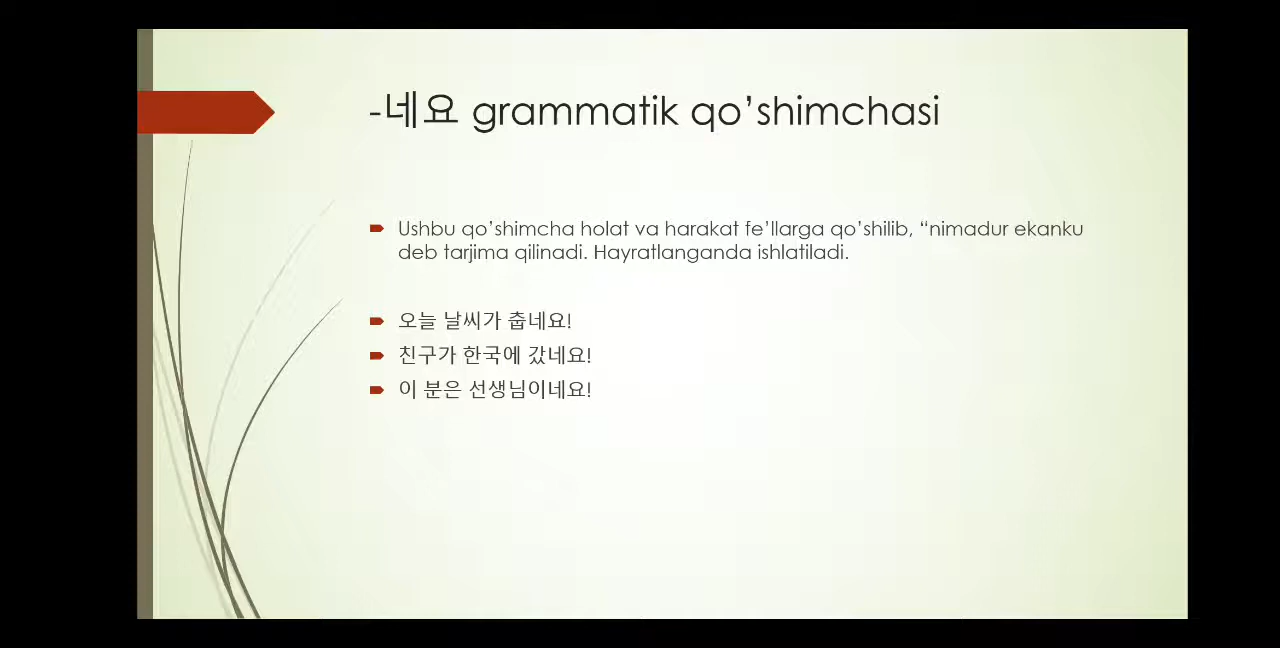 -네요 grammatik qo’shimchasi
Ushbu qo’shimcha holat va harakat fe’llarga qo’shilib, “nimadur ekanku
deb tarjima qilinadi. Hayratlanganda ishlatiladi.
오늘 날씨가 춥네요!
친구가 한국에 갔네요!
이 분은 선생님이네요!